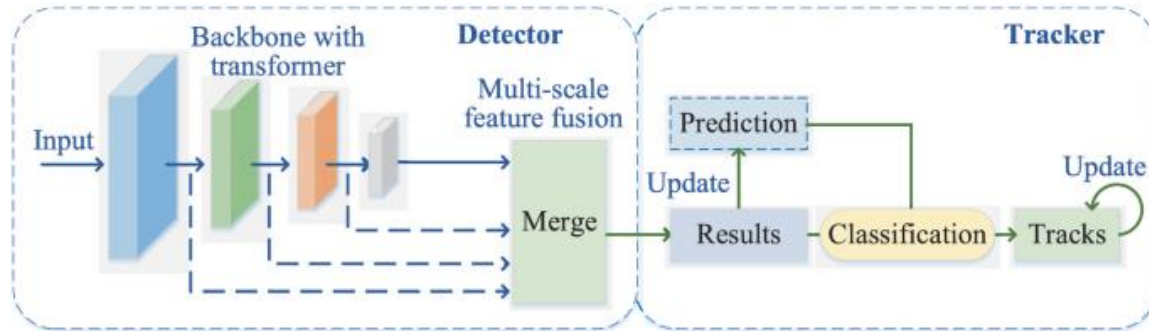 Backbone with
transformer
Detector
Multi-scale
feature fusion
Input
Merge
Tracker
Prediction
Update
Results
Classification
Tracks
Update